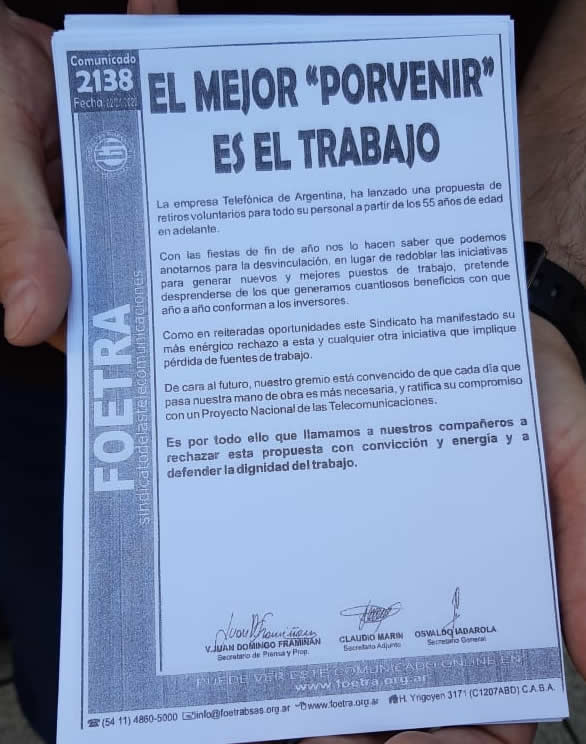 Comunicado
2138
Fecha
EL MEJOR “PORVENIR”
ES EL TRABAJO
La empresa Telefónica de Argentina, ha lanzado una propuesta de
retiros voluntarios para todo su personal a partir de los 55 años de edad
en adelante.
Con las fiestas de fin de año nos lo hacen saber que podemos
anotarnos para la desvinculación, en lugar de redoblar las iniciativas
para generar nuevos y mejores puestos de trabajo, pretende
desprenderse de los que generamos cuantiosos beneficios con que
año a año conforman a los inversores.
Como en reiteradas oportunidades este Sindicato ha manifestado su
más enérgico rechazo a esta y cualquier otra iniciativa que implique
pérdida de fuentes de trabajo.
De cara al futuro, nuestro gremio está convencido de que cada día que
pasa nuestra mano de obra es más necesaria, y ratifica su compromiso
con un Proyecto Nacional de las Telecomunicaciones.
Es por todo ello que llamamos a nuestros compañeros a
rechazar esta propuesta con convicción y energía y a
defender la dignidad del trabajo.
FOETRA
sindicatodelastelecomunicaciones
V.JUAN DOMINGO FRAMIÑAN
Secretario de Prensa y Prop.
CLAUDIO MARIN
Secretario Adjunto
OSVALDO IADAROLA
Secretario General
PUEDE VER ESTE COMUNICADO ONLINE EN
www.foetra.org.ar
(54 11) 4860-5000 info@foetrabsas.org.ar www.foetra.org.ar H. Yrigoyen 3171 (C1207ABD) C.A.B.A.